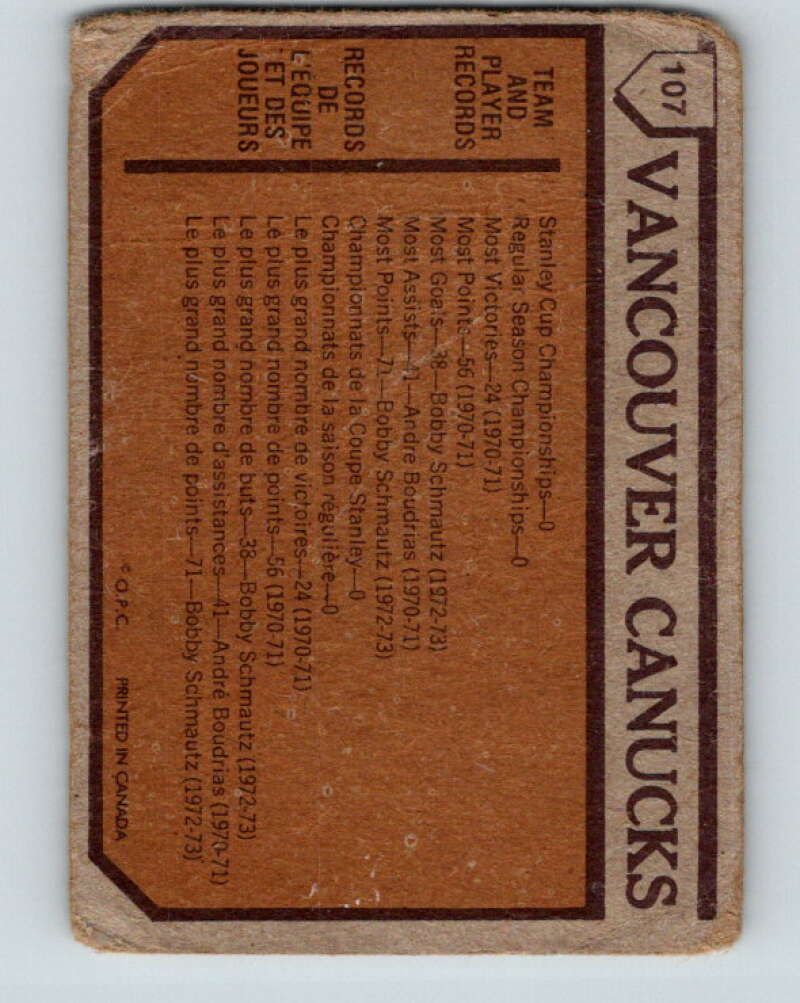 107
VANCOUVER CANUCKS
TEAM
AND
PLAYER
RECORDS
Stanley Cup Championships—0
Regular Season Championships—0
Most Victories—24 (1970-71)
Most Points—56 (1970-71)
Most Goals—38—Bobby Schmautz (1972-73)
Most Assists—41—Andre Boudrias (1970-71)
Most Points—71—Bobby Schmautz (1972-73)
RECORDS
DE
L'ÉQUIPE
ET DES
JOUEURS
Championnats de la Coupe Stanley—0
Championnats de la saison régulière—0
Le plus grand nombre de victoires—24 (1970-71)
Le plus grand nombre de points—56 (1970-71)
Le plus grand nombre de buts—38—Bobby Schmautz (1972-73)
Le plus grand nombre d'assistances—41—André Boudrias (1970-71)
Le plus grand nombre de points—71—Bobby Schmautz (1972-73)
© O.P.C. PRINTED IN CANADA